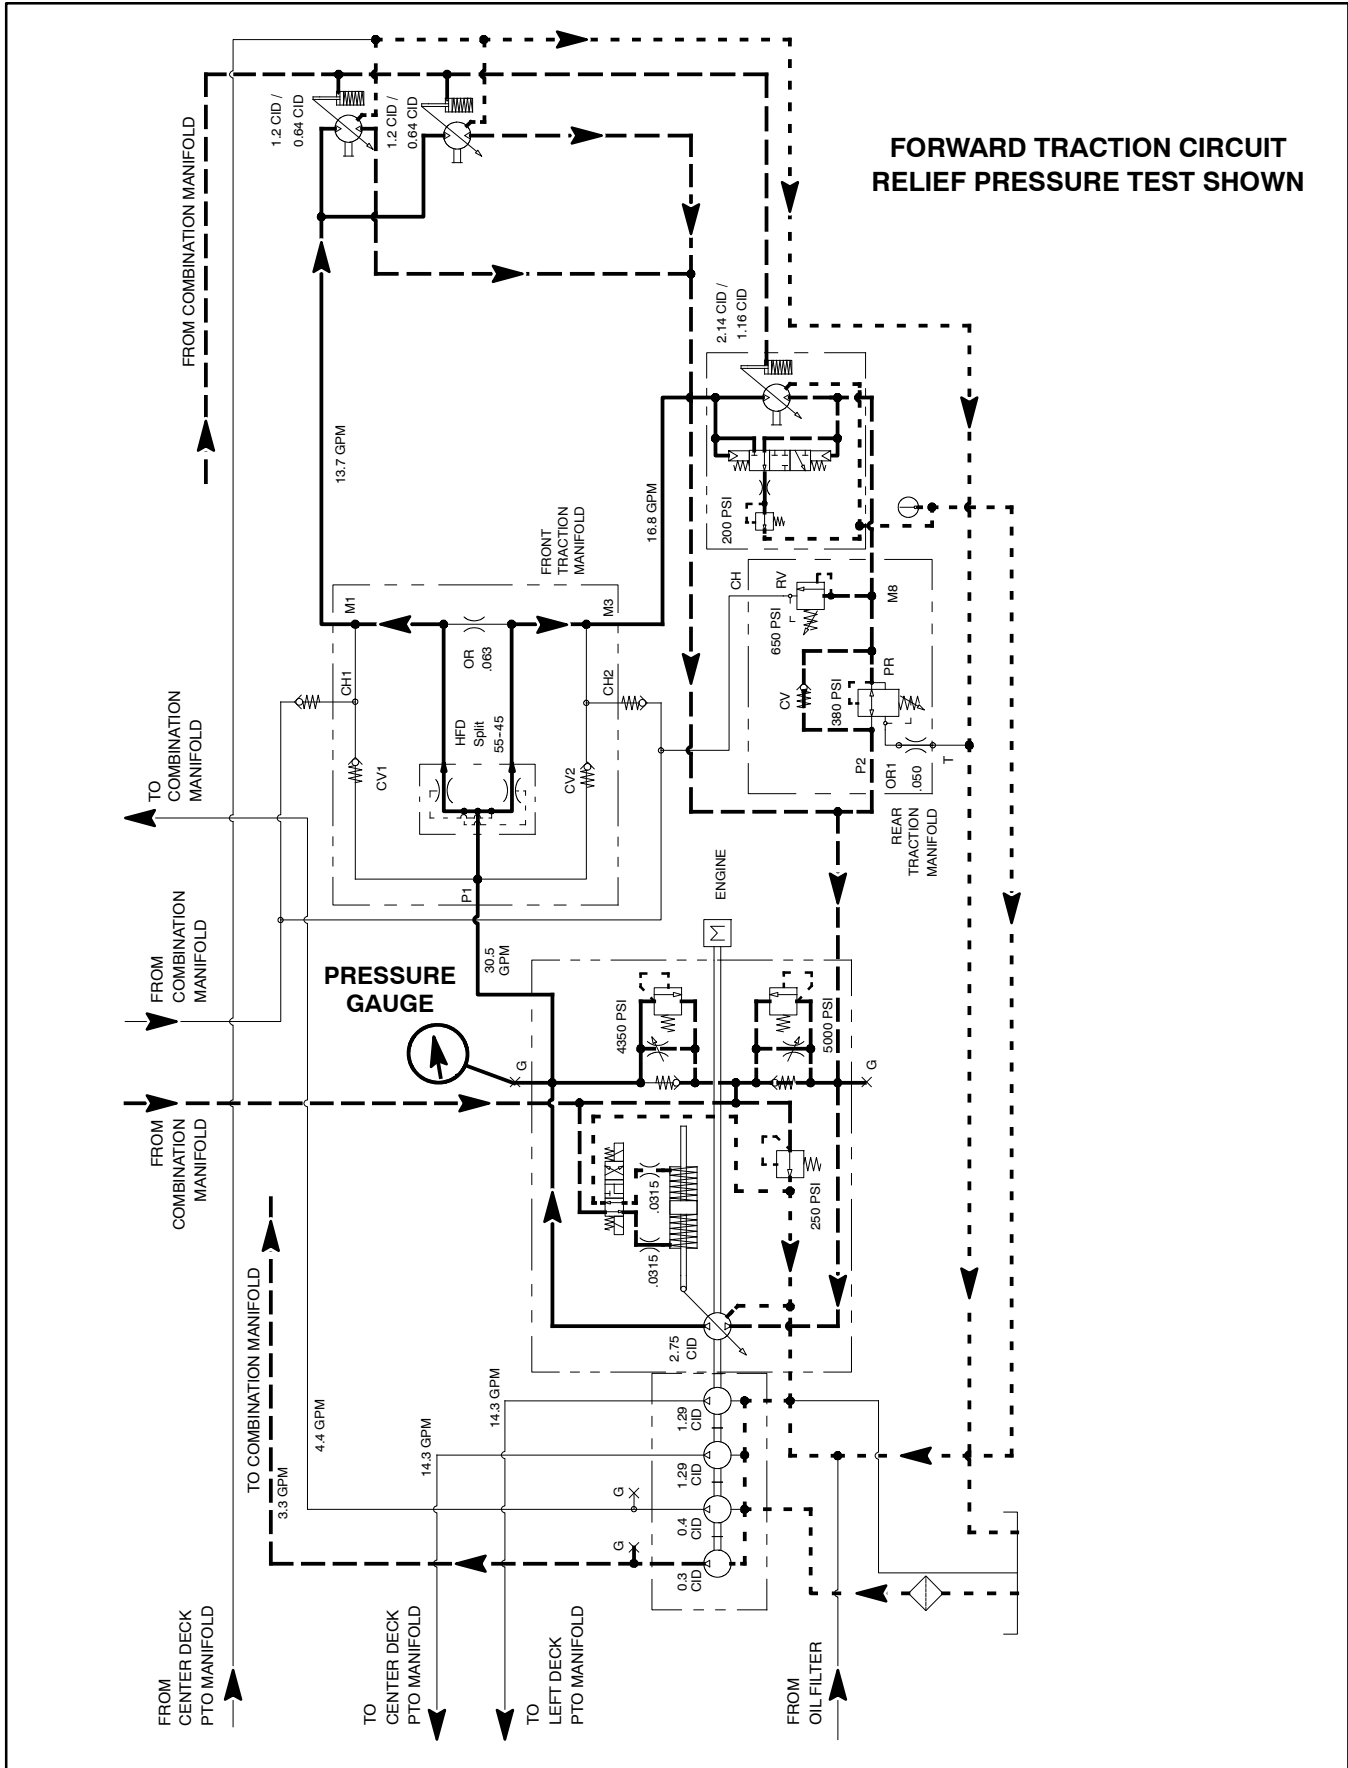 FORWARD TRACTION CIRCUIT
RELIEF PRESSURE TEST SHOWN
FROM COMBINATION MANIFOLD
1.2 CID /
0.64 CID
1.2 CID /
0.64 CID
2.14 CID /
1.16 CID
13.7 GPM
16.8 GPM
200 PSI
FRONT
TRACTION
MANIFOLD
M1
M3
OR
.063
CH1
CH2
HFD
Split
55-45
CV1
CV2
P1
CH
RV
650 PSI
M8
CV
380 PSI
PR
P2
OR1
.050
T
REAR
TRACTION
MANIFOLD
TO
COMBINATION
MANIFOLD
FROM
COMBINATION
MANIFOLD
FROM
COMBINATION
MANIFOLD
30.5
GPM
PRESSURE
GAUGE
ENGINE
M
4350 PSI
5000 PSI
G
G
.0315
.0315
250 PSI
2.75
CID
TO COMBINATION MANIFOLD
3.3 GPM
4.4 GPM
14.3 GPM
14.3 GPM
G
G
1.29
CID
1.29
CID
0.4
CID
0.3
CID
FROM
CENTER DECK
PTO MANIFOLD
TO
CENTER DECK
PTO MANIFOLD
TO
LEFT DECK
PTO MANIFOLD
FROM
OIL FILTER